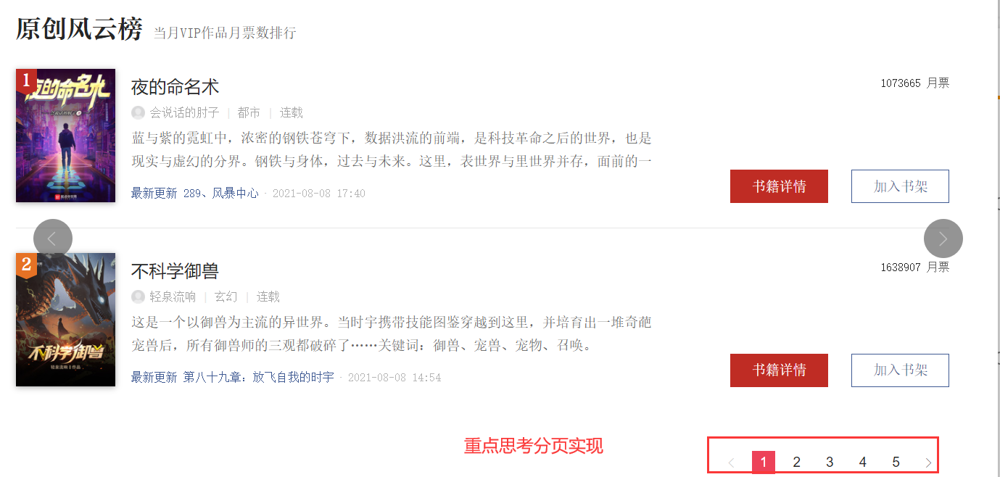 原创风云榜 当月VIP作品月票数排行
1
夜的命名术
夜的命名术
1073665 月票
会说话的肘子 | 都市 | 连载
蓝与紫的霓虹中，浓密的钢铁苍穹下，数据洪流的前端，是科技革命之后的世界，也是
现实与虚幻的分界。钢铁与身体，过去与未来。这里，表世界与里世界并存，面前的一
最新更新 289、风暴中心 · 2021-08-08 17:40
书籍详情 加入书架
2
不科学御兽
轻泉流响 作品
不科学御兽
1638907 月票
轻泉流响 | 玄幻 | 连载
这是一个以御兽为主流的异世界。当时宇携带技能图鉴穿越到这里，并培育出一堆奇葩
宠兽后，所有御兽师的三观都破碎了……关键词：御兽、宠兽、宠物、召唤。
最新更新 第八十九章：放飞自我的时宇 · 2021-08-08 14:54
书籍详情 加入书架
重点思考分页实现
< 1 2 3 4 5 >